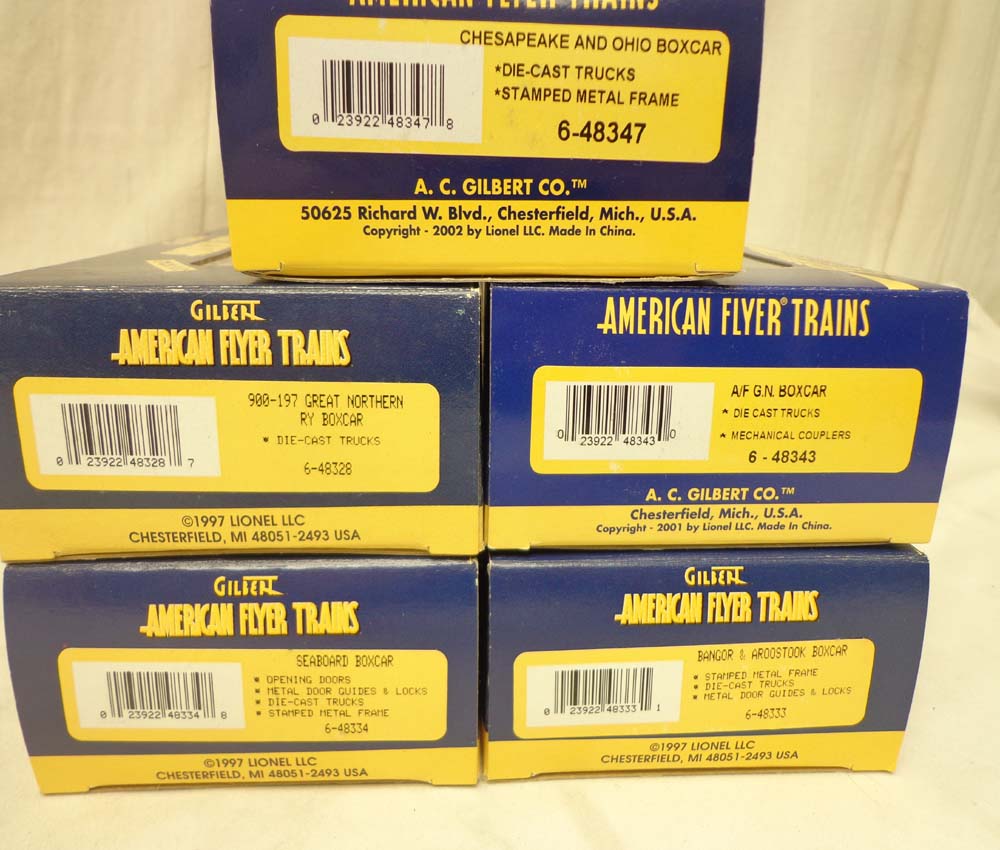 AMERICAN FLYER TRAINS
CHESAPEAKE AND OHIO BOXCAR
*DIE-CAST TRUCKS
*STAMPED METAL FRAME
6-48347
0 23922 48347 8
A. C. GILBERT CO.™
50625 Richard W. Blvd., Chesterfield, Mich., U.S.A.
Copyright - 2002 by Lionel LLC. Made In China.
GILBERT
AMERICAN FLYER TRAINS
900-197 GREAT NORTHERN
RY BOXCAR
* DIE-CAST TRUCKS
6-48328
0 23922 48328 7
©1997 LIONEL LLC
CHESTERFIELD, MI 48051-2493 USA
AMERICAN FLYER® TRAINS
A/F G.N. BOXCAR
* DIE CAST TRUCKS
* MECHANICAL COUPLERS
6 - 48343
0 23922 48343 0
A. C. GILBERT CO.™
Chesterfield, Mich., U.S.A.
Copyright - 2001 by Lionel LLC. Made In China.
GILBERT
AMERICAN FLYER TRAINS
SEABOARD BOXCAR
* OPENING DOORS
* METAL DOOR GUIDES & LOCKS
* DIE-CAST TRUCKS
* STAMPED METAL FRAME
6-48334
0 23922 48334 8
©1997 LIONEL LLC
CHESTERFIELD, MI 48051-2493 USA
GILBERT
AMERICAN FLYER TRAINS
BANGOR & AROOSTOOK BOXCAR
* STAMPED METAL FRAME
* DIE-CAST TRUCKS
* METAL DOOR GUIDES & LOCKS
6-48333
0 23922 48333 1
©1997 LIONEL LLC
CHESTERFIELD, MI 48051-2493 USA